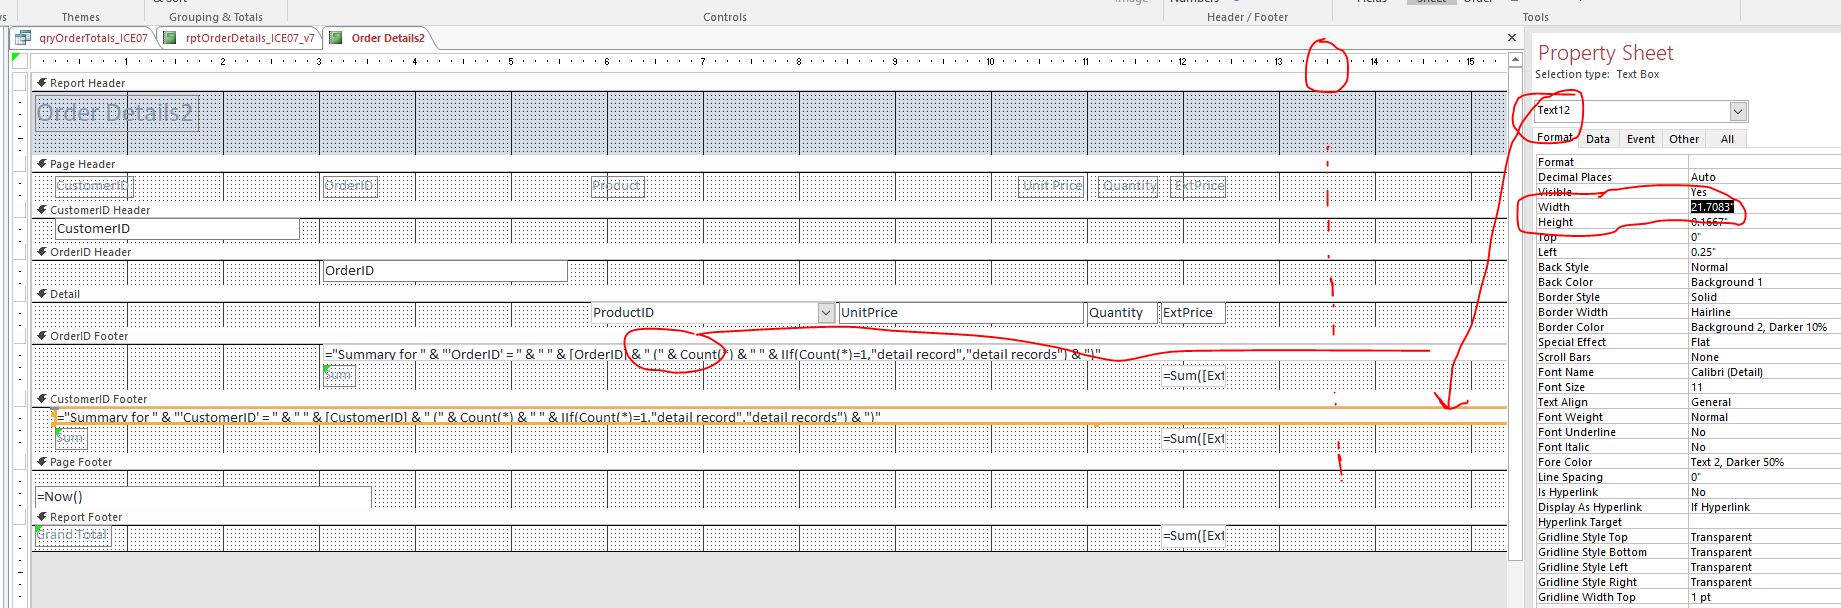 Themes
Grouping & Totals
Controls
Header / Footer
Tools
qryOrderTotals_ICE07
rptOrderDetails_ICE07_v7
Order Details2
1 2 3 4 5 6 7 8 9 10 11 12 13 14 15
Report Header
Order Details2
Page Header
CustomerID OrderID Product Unit Price Quantity ExtPrice
CustomerID Header
CustomerID
OrderID Header
OrderID
Detail
ProductID UnitPrice Quantity ExtPrice
OrderID Footer
="Summary for " & "'OrderID' = " & " " & [OrderID] & " (" & Count(*) & " " & IIf(Count(*)=1,"detail record","detail records") & ")"
Sum =Sum([Ext
CustomerID Footer
="Summary for " & "'CustomerID' = " & " " & [CustomerID] & " (" & Count(*) & " " & IIf(Count(*)=1,"detail record","detail records") & ")"
Sum =Sum([Ext
Page Footer
=Now()
Report Footer
Grand Total =Sum([Ext
Property Sheet
Selection type: Text Box
Text12
Format Data Event Other All
Format
Decimal Places Auto
Visible Yes
Width 21.7083"
Height 0.1667"
Top 0"
Left 0.25"
Back Style Normal
Back Color Background 1
Border Style Solid
Border Width Hairline
Border Color Background 2, Darker 10%
Special Effect Flat
Scroll Bars None
Font Name Calibri (Detail)
Font Size 11
Text Align General
Font Weight Normal
Font Underline No
Font Italic No
Fore Color Text 2, Darker 50%
Line Spacing 0"
Is Hyperlink No
Display As Hyperlink If Hyperlink
Hyperlink Target
Gridline Style Top Transparent
Gridline Style Bottom Transparent
Gridline Style Left Transparent
Gridline Style Right Transparent
Gridline Width Top 1 pt